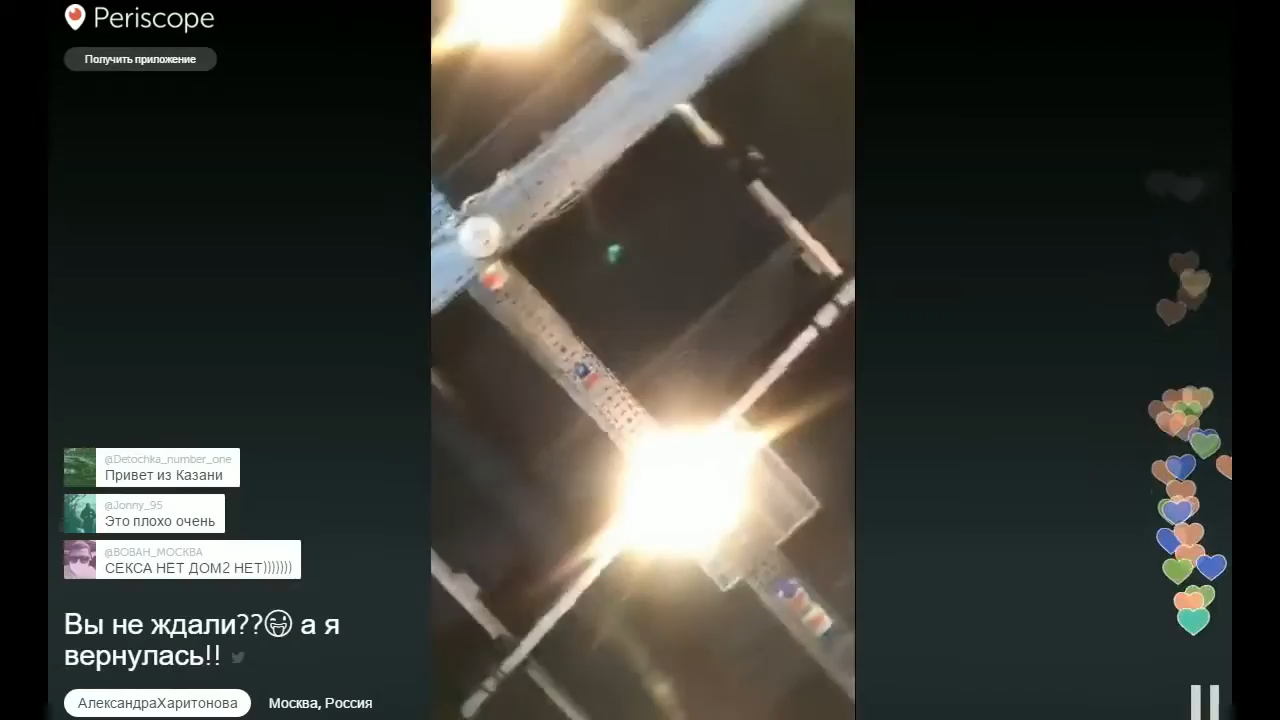 Periscope
Получить приложение
@Detochka_number_one
Привет из Казани
@Jonny_95
Это плохо очень
@ВОВАН_МОСКВА
СЕКСА НЕТ ДОМ2 НЕТ)))))))
Вы не ждали??😝 а я
вернулась!!
АлександраХаритонова
Москва, Россия